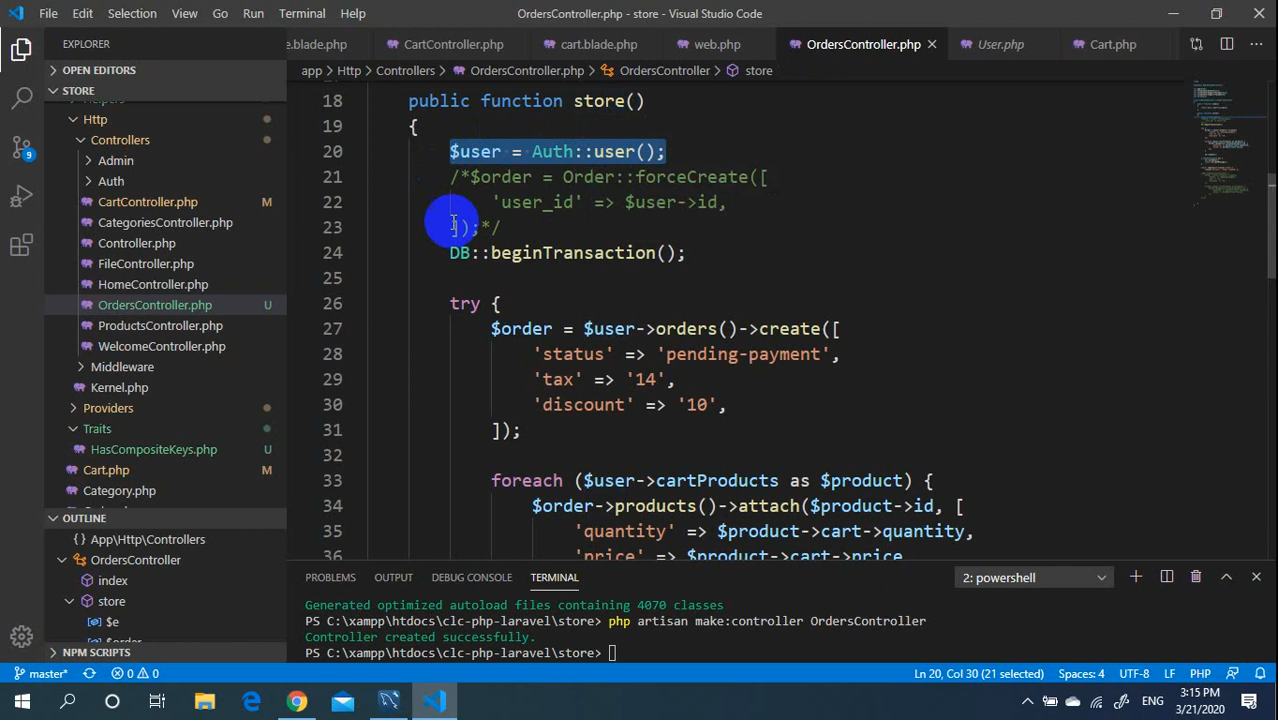 File Edit Selection View Go Run Terminal Help
OrdersController.php - store - Visual Studio Code
EXPLORER
e.blade.php
CartController.php
cart.blade.php
web.php
OrdersController.php
User.php
Cart.php
OPEN EDITORS
STORE
app > Http > Controllers > OrdersController.php > OrdersController > store
Http
Controllers
Admin
Auth
CartController.php M
CategoriesController.php
Controller.php
FileController.php
HomeController.php
OrdersController.php U
ProductsController.php
WelcomeController.php
Middleware
Kernel.php
Providers
Traits
HasCompositeKeys.php U
Cart.php M
Category.php
OUTLINE
App\Http\Controllers
OrdersController
index
store
$e
$order
NPM SCRIPTS
18 public function store()
19 {
20 $user = Auth::user();
21 /*$order = Order::forceCreate([
22 'user_id' => $user->id,
23 ]);*/
24 DB::beginTransaction();
25
26 try {
27 $order = $user->orders()->create([
28 'status' => 'pending-payment',
29 'tax' => '14',
30 'discount' => '10',
31 ]);
32
33 foreach ($user->cartProducts as $product) {
34 $order->products()->attach($product->id, [
35 'quantity' => $product->cart->quantity,
36 'price' => $product->cart->price
PROBLEMS OUTPUT DEBUG CONSOLE TERMINAL
2: powershell
Generated optimized autoload files containing 4070 classes
PS C:\xampp\htdocs\clc-php-laravel\store> php artisan make:controller OrdersController
Controller created successfully.
PS C:\xampp\htdocs\clc-php-laravel\store>
9
master* 0 0
Ln 20, Col 30 (21 selected) Spaces: 4 UTF-8 LF PHP
ENG
3:15 PM
3/21/2020